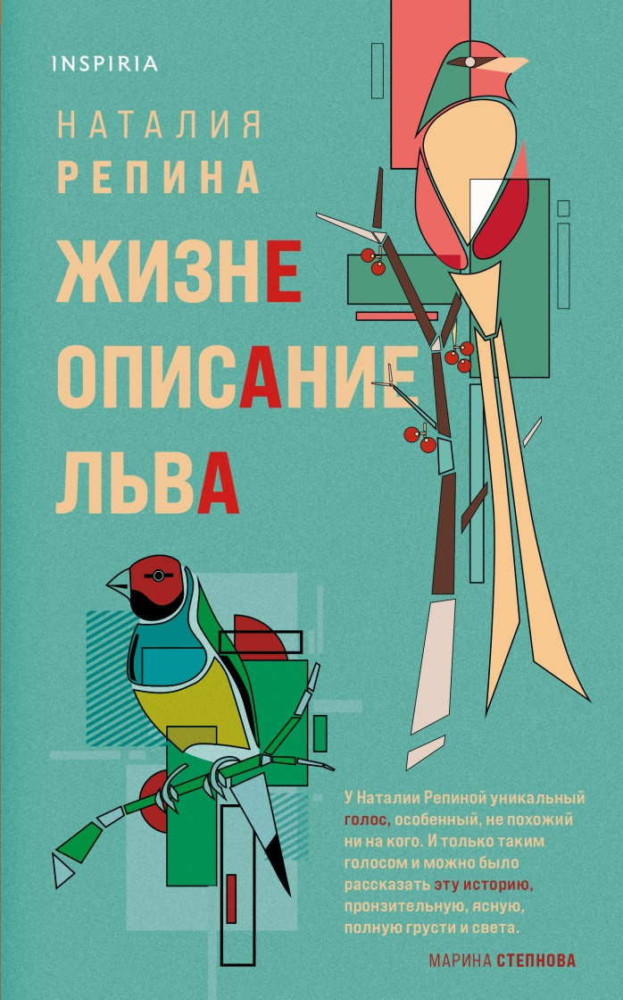 INSPIRIA
НАТАЛИЯ
РЕПИНА
ЖИЗНЕ
ОПИСАНИЕ
ЛЬВА
У Наталии Репиной уникальный
голос, особенный, не похожий
ни на кого. И только таким
голосом и можно было
рассказать эту историю,
пронзительную, ясную,
полную грусти и света.
МАРИНА СТЕПНОВА